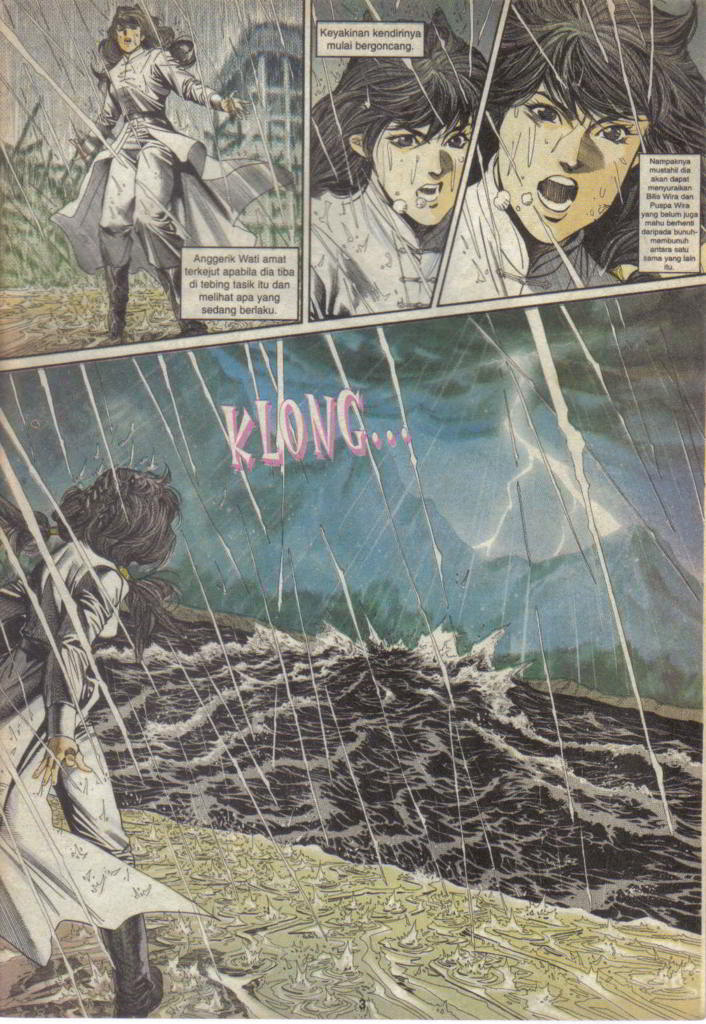 Anggerik Wati amat
terkejut apabila dia tiba
di tebing tasik itu dan
melihat apa yang
sedang berlaku.
Keyakinan kendirinya
mulai bergoncang.
Nampaknya
mustahil dia
akan dapat
menyuraikan
Bilis Wira dan
Puspa Wira
yang belum juga
mahu berhenti
daripada bunuh-
membunuh
antara satu
sama yang lain
itu.
KLONG...
3